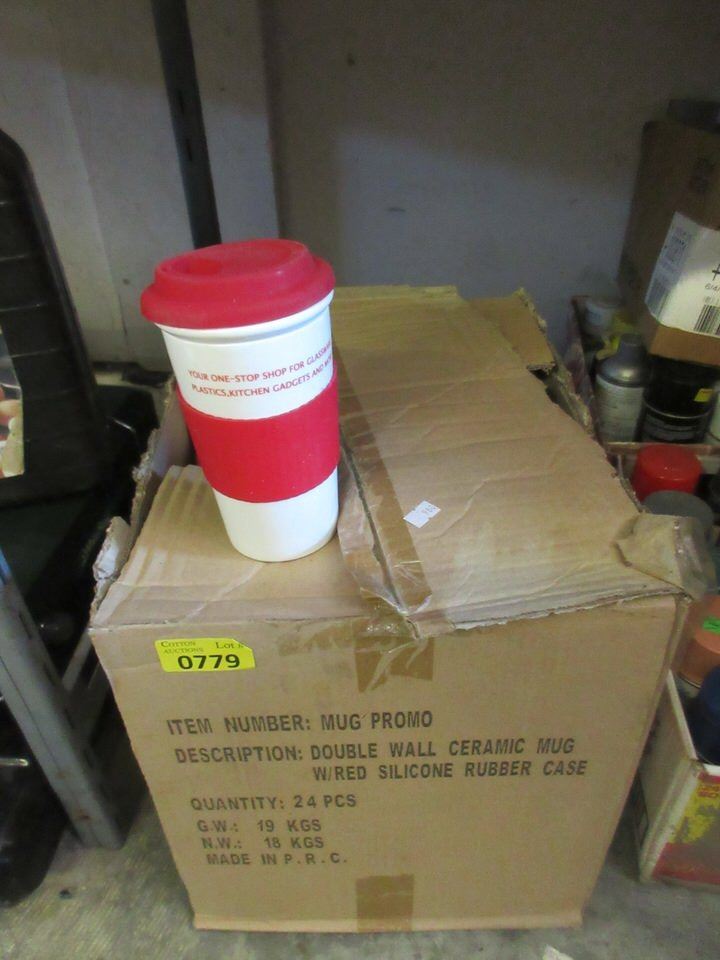 YOUR ONE-STOP SHOP FOR
PLASTICS,KITCHEN GADGETS AND
COTTON
AUCTIONS
Lot #
0779
ITEM NUMBER: MUG PROMO
DESCRIPTION: DOUBLE WALL CERAMIC MUG
W/RED SILICONE RUBBER CASE
QUANTITY: 24 PCS
G.W.: 19 KGS
N.W.: 18 KGS
MADE IN P.R.C.